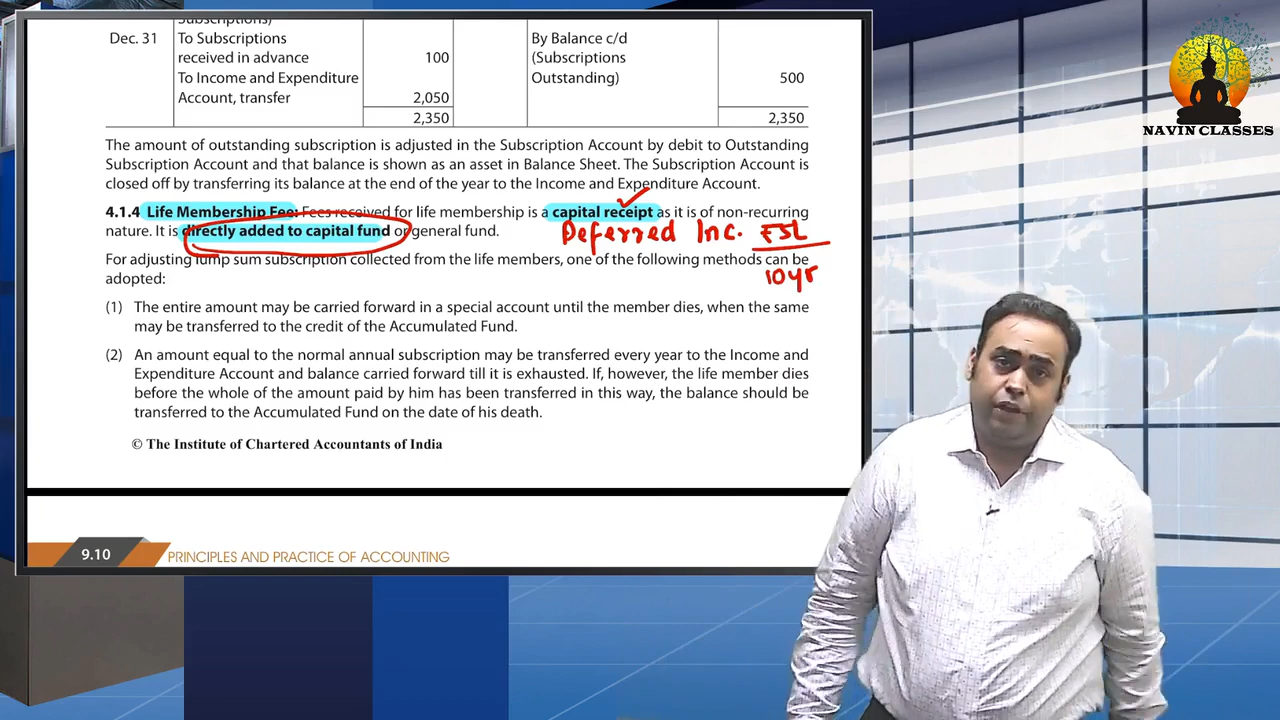 Subscriptions)
Dec. 31 To Subscriptions By Balance c/d
received in advance 100 (Subscriptions
To Income and Expenditure Outstanding) 500
Account, transfer 2,050
2,350 2,350
The amount of outstanding subscription is adjusted in the Subscription Account by debit to Outstanding
Subscription Account and that balance is shown as an asset in Balance Sheet. The Subscription Account is
closed off by transferring its balance at the end of the year to the Income and Expenditure Account.
4.1.4 Life Membership Fee: Fees received for life membership is a capital receipt as it is of non-recurring
nature. It is directly added to capital fund or general fund.
Deferred Inc. ₹5L
10yr
For adjusting lump sum subscription collected from the life members, one of the following methods can be
adopted:
(1) The entire amount may be carried forward in a special account until the member dies, when the same
may be transferred to the credit of the Accumulated Fund.
(2) An amount equal to the normal annual subscription may be transferred every year to the Income and
Expenditure Account and balance carried forward till it is exhausted. If, however, the life member dies
before the whole of the amount paid by him has been transferred in this way, the balance should be
transferred to the Accumulated Fund on the date of his death.
© The Institute of Chartered Accountants of India
9.10 PRINCIPLES AND PRACTICE OF ACCOUNTING
NAVIN CLASSES